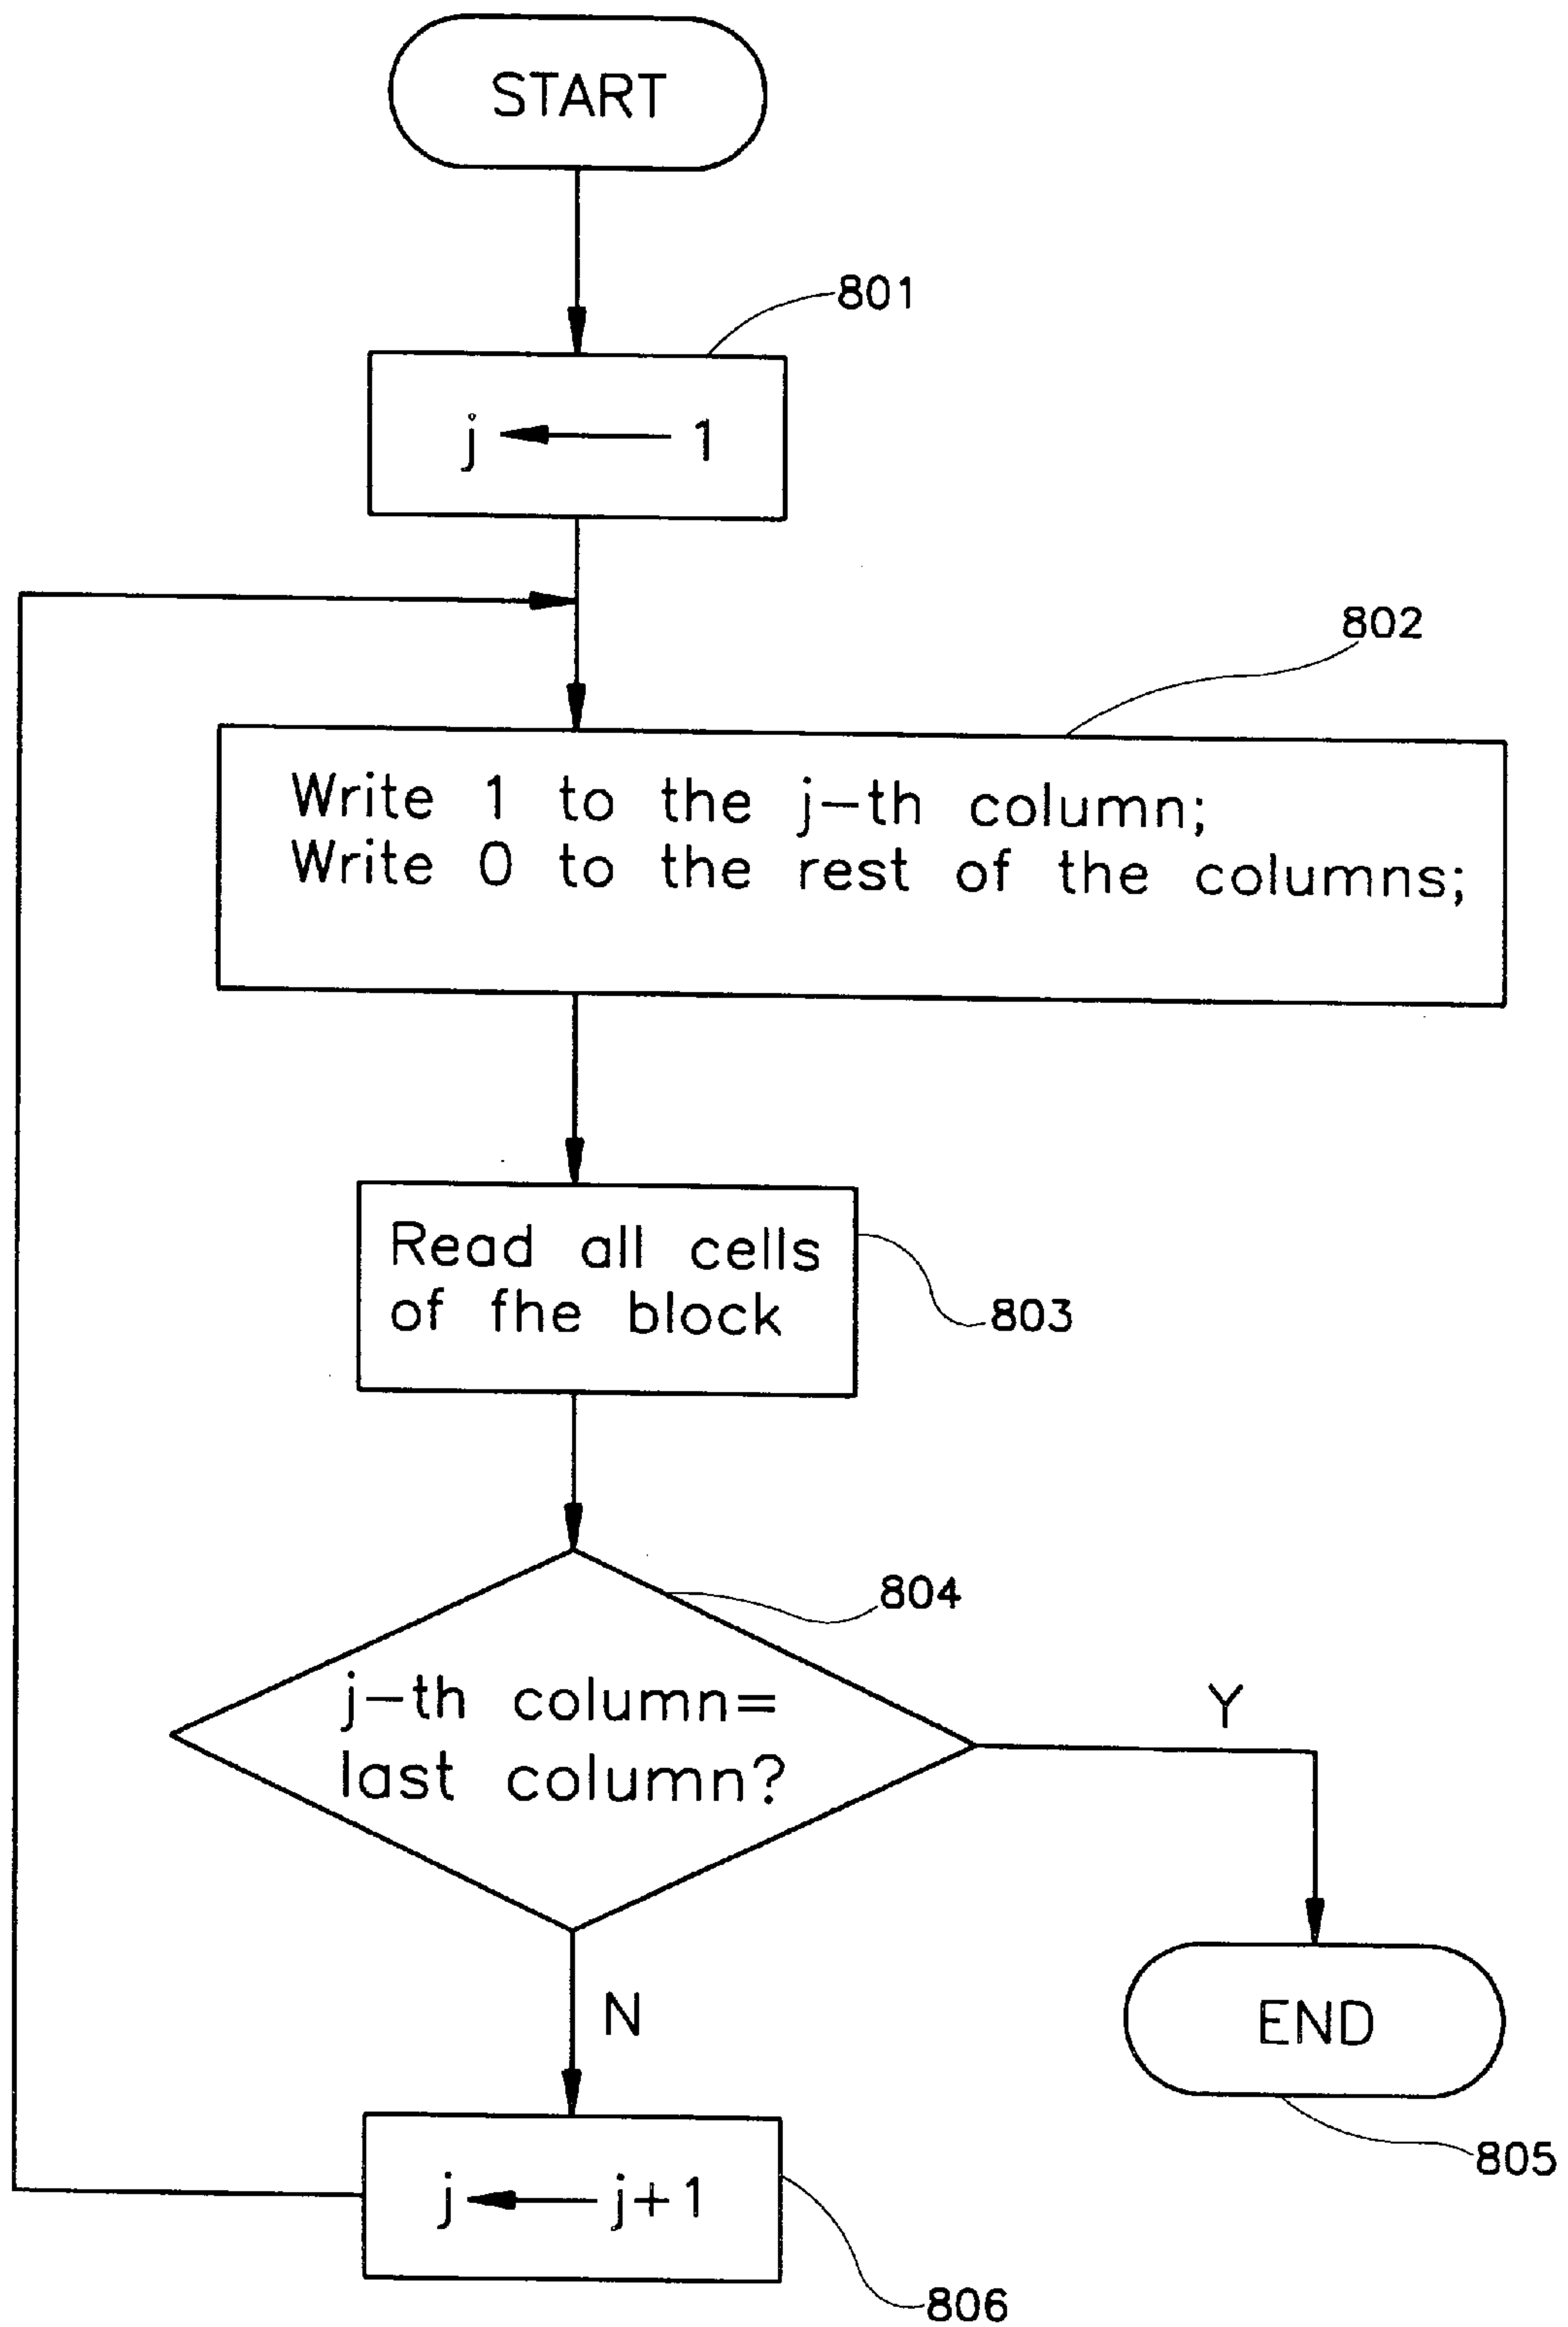 START
801
j ← 1
802
Write 1 to the j-th column;
Write 0 to the rest of the columns;
Read all cells
of fhe block
803
804
j-th column=
last column?
Y
N
END
805
j ← j+1
806